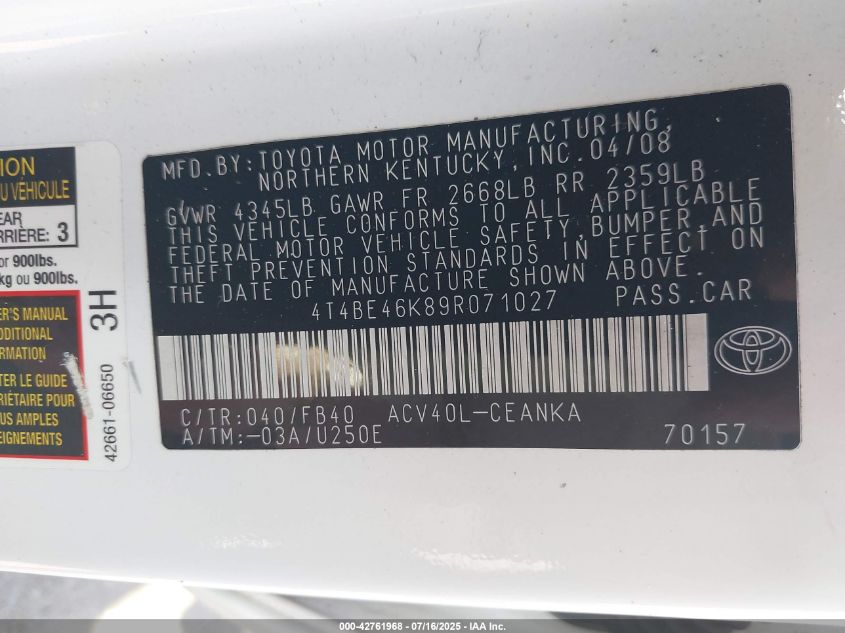 ION
U VÉHICULE
EAR
RRIÈRE: 3
or 900lbs.
kg ou 900lbs.
ER'S MANUAL
DDITIONAL
RMATION
TER LE GUIDE
RIÉTAIRE POUR
US AMPLES
EIGNEMENTS
3H
42661-06650
MFD.BY:TOYOTA MOTOR MANUFACTURING,
NORTHERN KENTUCKY,INC.04/08
GVWR 4345LB GAWR FR 2668LB RR 2359LB
THIS VEHICLE CONFORMS TO ALL APPLICABLE
FEDERAL MOTOR VEHICLE SAFETY,BUMPER,AND
THEFT PREVENTION STANDARDS IN EFFECT ON
THE DATE OF MANUFACTURE SHOWN ABOVE.
4T4BE46K89R071027 PASS.CAR
C/TR:040/FB40 ACV40L-CEANKA
A/TM:-03A/U250E 70157
000-42761968 - 07/16/2025 - IAA Inc.